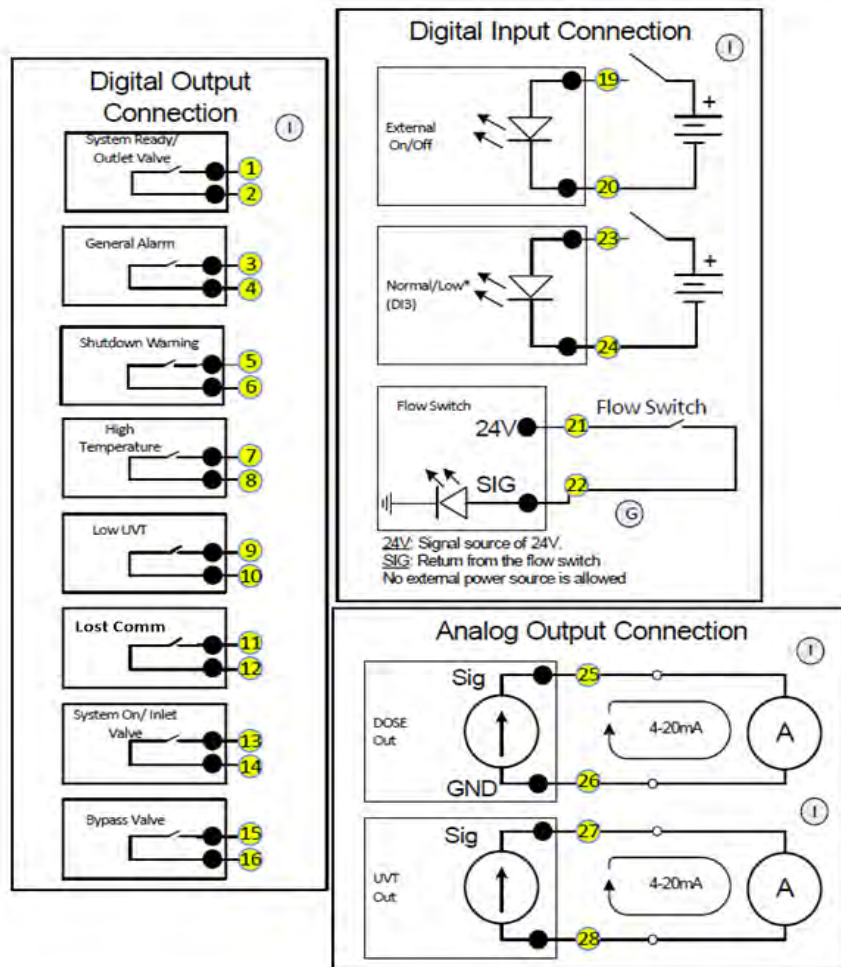 Digital Output
Connection
I
System Ready/
Outlet Valve
1
2
General Alarm
3
4
Shutdown Warning
5
6
High
Temperature
7
8
Low UVT
9
10
Lost Comm
11
12
System On/ Inlet
Valve
13
14
Bypass Valve
15
16
Digital Input Connection
I
External
On/Off
19
+
20
Normal/Low*
(DI3)
23
+
24
Flow Switch
24V
21
Flow Switch
SIG
22
G
24V: Signal source of 24V.
SIG: Return from the flow switch
No external power source is allowed
Analog Output Connection
I
DOSE
Out
Sig
25
4-20mA
A
GND
26
I
UVT
Out
Sig
27
4-20mA
A
28